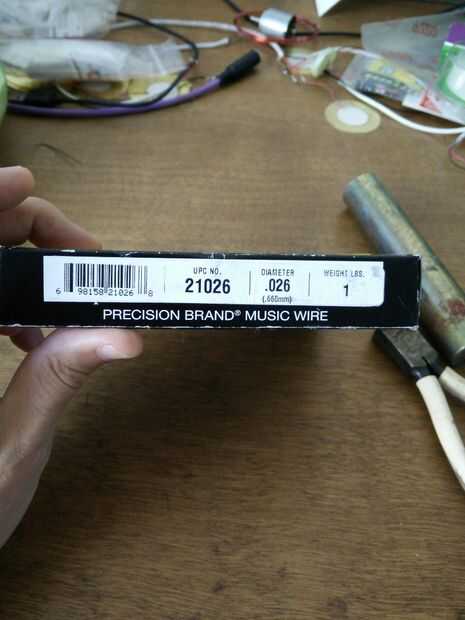 UPC NO. DIAMETER WEIGHT LBS.
21026 .026 1
(.660mm)
6 98158 21026 8
PRECISION BRAND® MUSIC WIRE